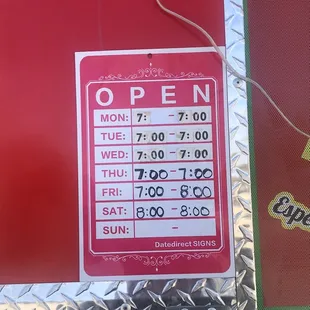 OPEN
MON: 7: - 7:00
TUE: 7:00 - 7:00
WED: 7:00 - 7:00
THU: 7:00 - 7:00
FRI: 7:00 - 8:00
SAT: 8:00 - 8:00
SUN: -
Datedirect SIGNS
Espe